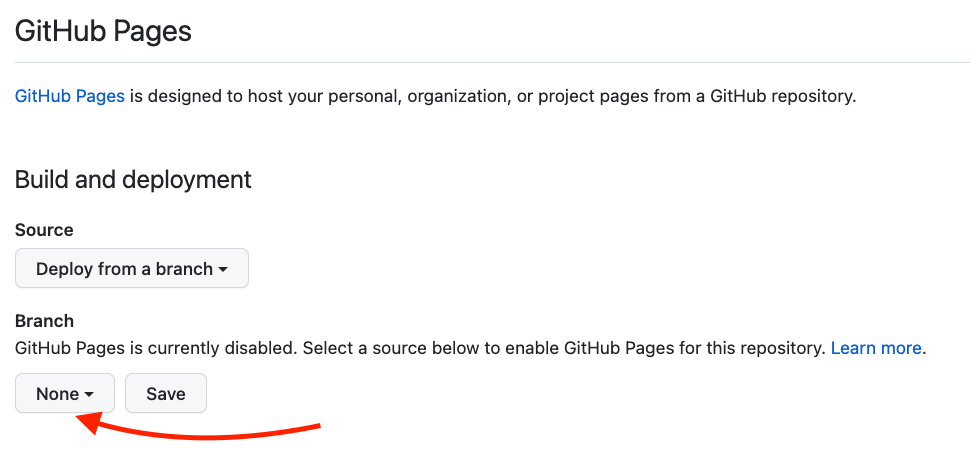 GitHub Pages
GitHub Pages is designed to host your personal, organization, or project pages from a GitHub repository.
Build and deployment
Source
Deploy from a branch
Branch
GitHub Pages is currently disabled. Select a source below to enable GitHub Pages for this repository. Learn more.
None Save